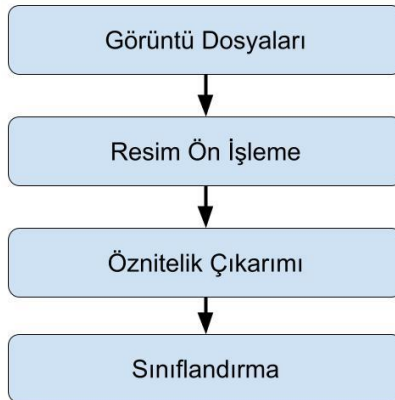 Görüntü Dosyaları
Resim Ön İşleme
Öznitelik Çıkarımı
Sınıflandırma